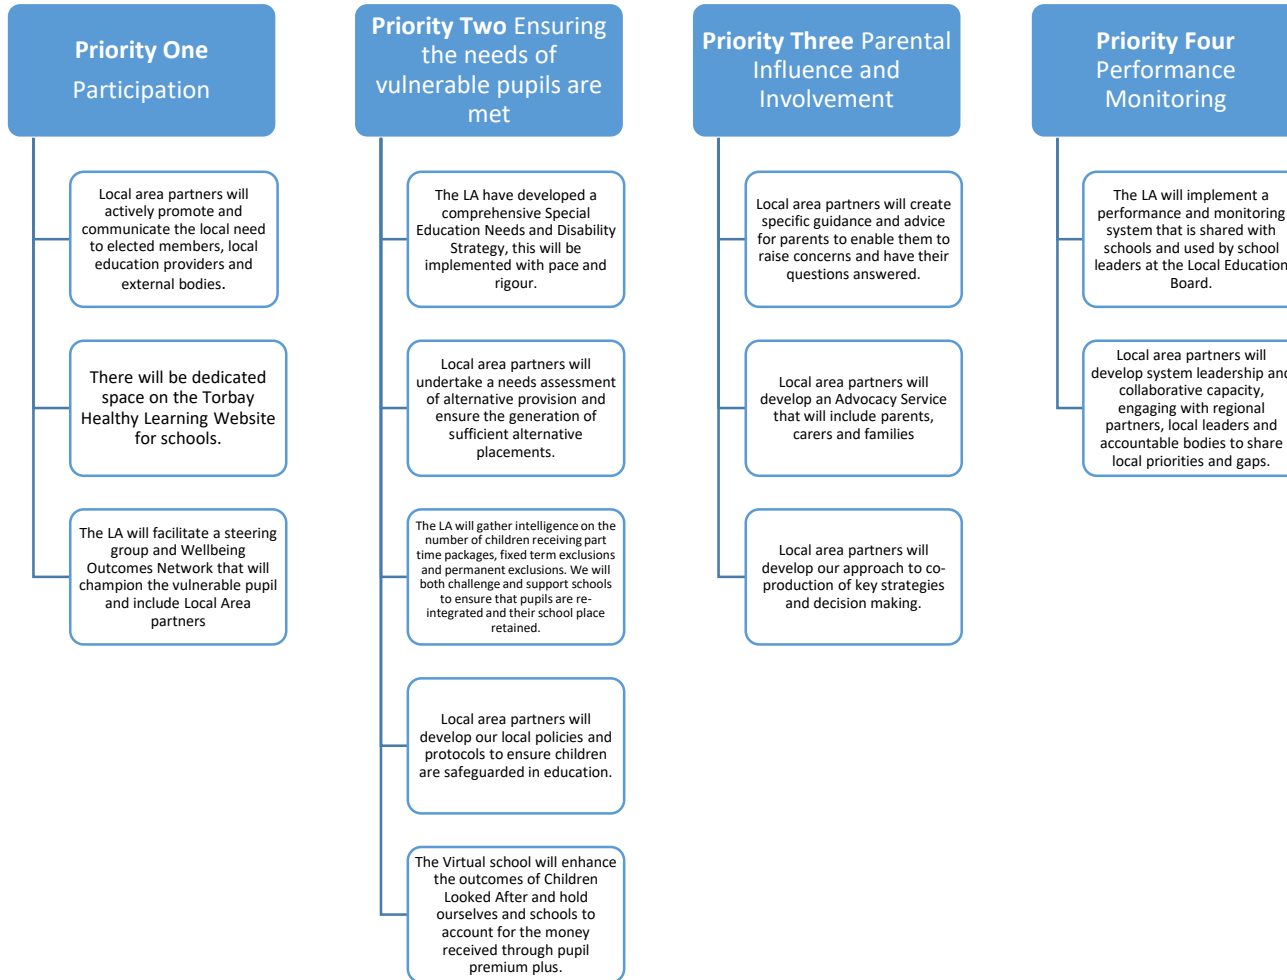 Priority One
Participation
Local area partners will
actively promote and
communicate the local need
to elected members, local
education providers and
external bodies.
There will be dedicated
space on the Torbay
Healthy Learning Website
for schools.
The LA will facilitate a steering
group and Wellbeing
Outcomes Network that will
champion the vulnerable pupil
and include Local Area
partners
Priority Two Ensuring
the needs of
vulnerable pupils are
met
The LA have developed a
comprehensive Special
Education Needs and Disability
Strategy, this will be
implemented with pace and
rigour.
Local area partners will
undertake a needs assessment
of alternative provision and
ensure the generation of
sufficient alternative
placements.
The LA will gather intelligence on the
number of children receiving part
time packages, fixed term exclusions
and permanent exclusions. We will
both challenge and support schools
to ensure that pupils are re-
integrated and their school place
retained.
Local area partners will
develop our local policies and
protocols to ensure children
are safeguarded in education.
The Virtual school will enhance
the outcomes of Children
Looked After and hold
ourselves and schools to
account for the money
received through pupil
premium plus.
Priority Three Parental
Influence and
Involvement
Local area partners will create
specific guidance and advice
for parents to enable them to
raise concerns and have their
questions answered.
Local area partners will
develop an Advocacy Service
that will include parents,
carers and families
Local area partners will
develop our approach to co-
production of key strategies
and decision making.
Priority Four
Performance
Monitoring
The LA will implement a
performance and monitoring
system that is shared with
schools and used by school
leaders at the Local Education
Board.
Local area partners will
develop system leadership and
collaborative capacity,
engaging with regional
partners, local leaders and
accountable bodies to share
local priorities and gaps.